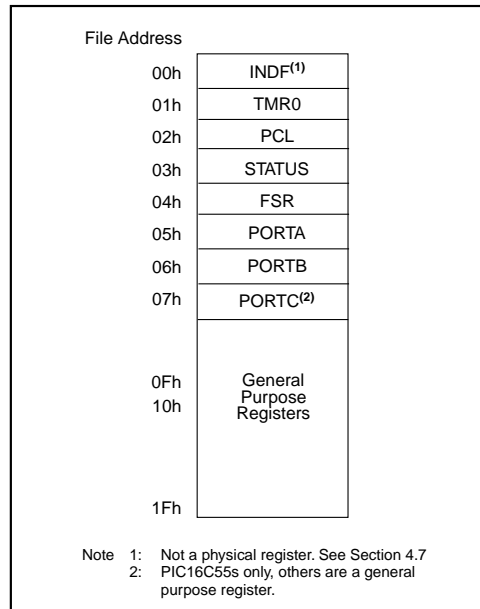 File Address
00h INDF(1)
01h TMR0
02h PCL
03h STATUS
04h FSR
05h PORTA
06h PORTB
07h PORTC(2)
0Fh General
10h Purpose
Registers
1Fh
Note 1: Not a physical register. See Section 4.7
2: PIC16C55s only, others are a general
purpose register.